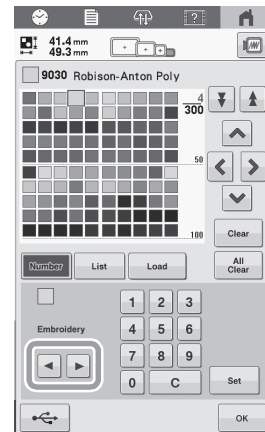 41.4 mm
49.3 mm
9030 Robison-Anton Poly
4
300
50
100
Clear
Number List Load All Clear
Embroidery
1 2 3
4 5 6
7 8 9
0 C Set
OK